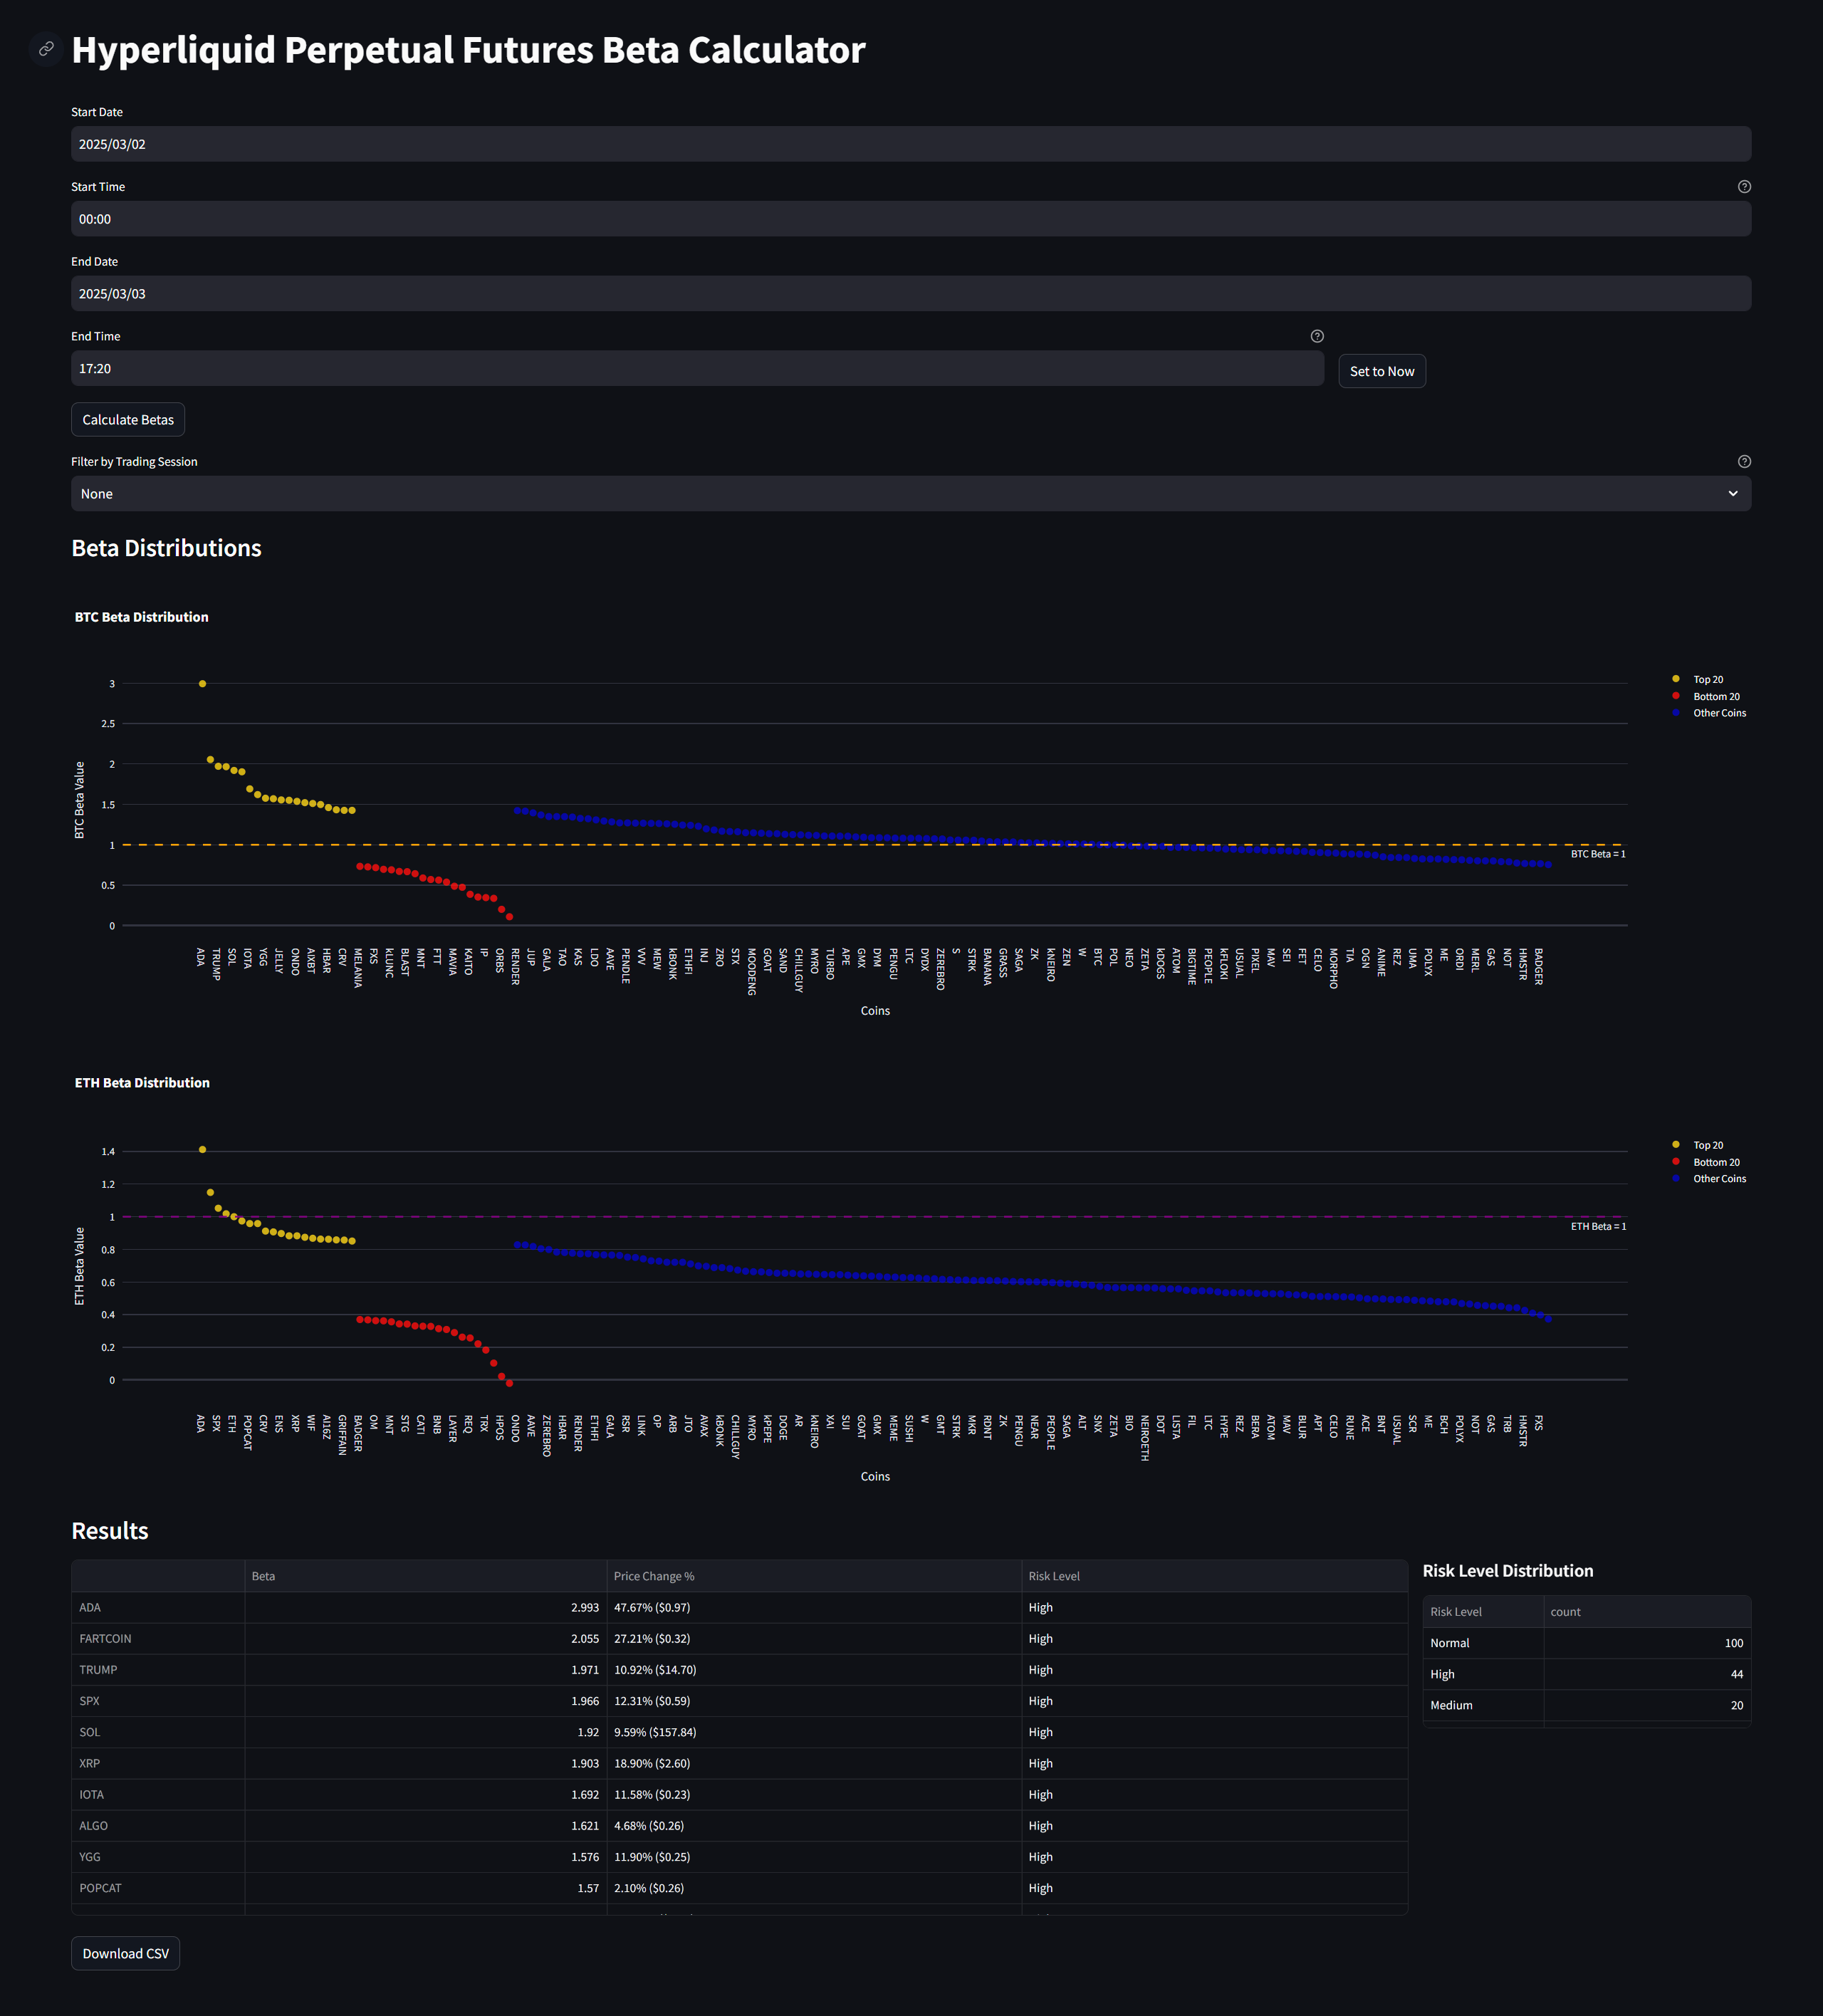 Hyperliquid Perpetual Futures Beta Calculator
Start Date
2025/03/02
Start Time
00:00
End Date
2025/03/03
End Time
17:20
Set to Now
Calculate Betas
Filter by Trading Session
None
Beta Distributions
BTC Beta Distribution
3
2.5
2
1.5
1
0.5
0
BTC Beta Value
Top 20
Bottom 20
Other Coins
BTC Beta = 1
ADA TRUMP SOL IOTA YGG JELLY ONDO AIXBT HBAR CRV MELANIA FXS kLUNC BLAST MNT FTT MAVIA KAITO IP ORBS RENDER JUP GALA TAO KAS LDO AAVE PENDLE VVV MEW kBONK ETHFI INJ ZRO STX MOODENG GOAT SAND CHILLGUY MYRO TURBO APE GMX DYM PENGU LTC DYDX ZEREBRO S STRK BANANA GRASS SAGA ZK kNEIRO ZEN W BTC POL NEO ZETA kDOGS ATOM BIGTIME PEOPLE kFLOKI USUAL PIXEL MAV SEI FET CELO MORPHO TIA OGN ANIME REZ UMA POLYX ME ORDI MERL GAS NOT HMSTR BADGER
Coins
ETH Beta Distribution
1.4
1.2
1
0.8
0.6
0.4
0.2
0
ETH Beta Value
Top 20
Bottom 20
Other Coins
ETH Beta = 1
ADA SPX ETH POPCAT CRV ENS XRP WIF AI16Z GRIFFAIN BADGER OM MNT STG CATI BNB LAYER REQ TRX HPOS ONDO AAVE ZEREBRO HBAR RENDER ETHFI GALA RSR LINK OP ARB JTO AVAX kBONK CHILLGUY MYRO kPEPE DOGE AR kNEIRO XAI SUI GOAT GMX MEME SUSHI W GMT STRK MKR RDNT ZK PENGU NEAR PEOPLE SAGA ALT SNX ZETA BIO NEIROETH DOT LISTA FIL LTC HYPE REZ BERA ATOM MAV BLUR APT CELO RUNE ACE BNT USUAL SCR ME BCH POLYX NOT GAS TRB HMSTR FXS
Coins
Results
Beta Price Change % Risk Level
ADA 2.993 47.67% ($0.97) High
FARTCOIN 2.055 27.21% ($0.32) High
TRUMP 1.971 10.92% ($14.70) High
SPX 1.966 12.31% ($0.59) High
SOL 1.92 9.59% ($157.84) High
XRP 1.903 18.90% ($2.60) High
IOTA 1.692 11.58% ($0.23) High
ALGO 1.621 4.68% ($0.26) High
YGG 1.576 11.90% ($0.25) High
POPCAT 1.57 2.10% ($0.26) High
Risk Level Distribution
Risk Level count
Normal 100
High 44
Medium 20
Download CSV